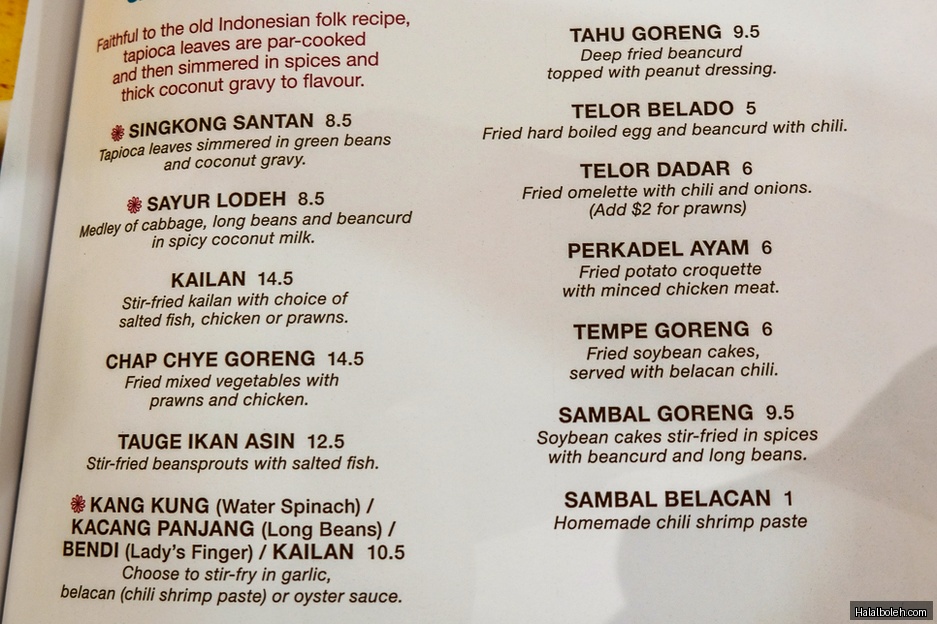 Faithful to the old Indonesian folk recipe,
tapioca leaves are par-cooked
and then simmered in spices and
thick coconut gravy to flavour.
SINGKONG SANTAN 8.5
Tapioca leaves simmered in green beans
and coconut gravy.
SAYUR LODEH 8.5
Medley of cabbage, long beans and beancurd
in spicy coconut milk.
KAILAN 14.5
Stir-fried kailan with choice of
salted fish, chicken or prawns.
CHAP CHYE GORENG 14.5
Fried mixed vegetables with
prawns and chicken.
TAUGE IKAN ASIN 12.5
Stir-fried beansprouts with salted fish.
KANG KUNG (Water Spinach) /
KACANG PANJANG (Long Beans) /
BENDI (Lady's Finger) / KAILAN 10.5
Choose to stir-fry in garlic,
belacan (chili shrimp paste) or oyster sauce.
TAHU GORENG 9.5
Deep fried beancurd
topped with peanut dressing.
TELOR BELADO 5
Fried hard boiled egg and beancurd with chili.
TELOR DADAR 6
Fried omelette with chili and onions.
(Add $2 for prawns)
PERKADEL AYAM 6
Fried potato croquette
with minced chicken meat.
TEMPE GORENG 6
Fried soybean cakes,
served with belacan chili.
SAMBAL GORENG 9.5
Soybean cakes stir-fried in spices
with beancurd and long beans.
SAMBAL BELACAN 1
Homemade chili shrimp paste
Halalboleh.com